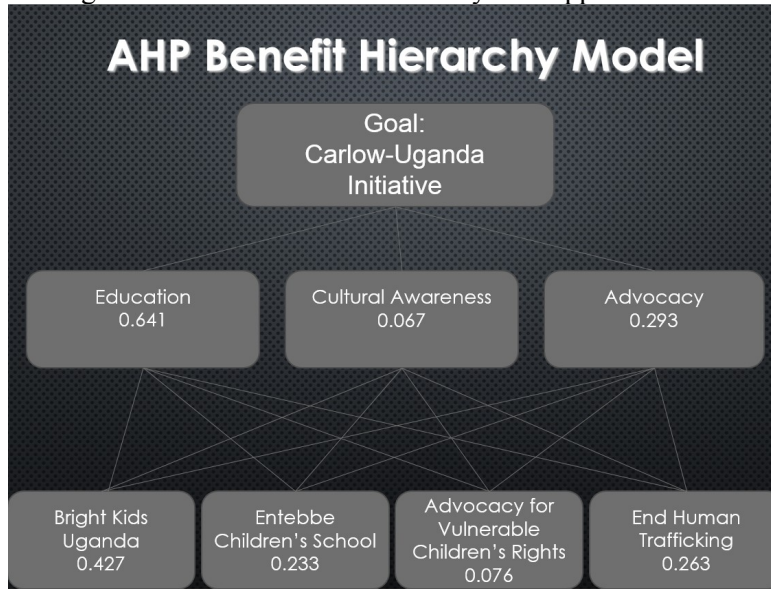 AHP Benefit Hierarchy Model
Goal:
Carlow-Uganda
Initiative
Education
0.641
Cultural Awareness
0.067
Advocacy
0.293
Bright Kids
Uganda
0.427
Entebbe
Children's School
0.233
Advocacy for
Vulnerable
Children's Rights
0.076
End Human
Trafficking
0.263